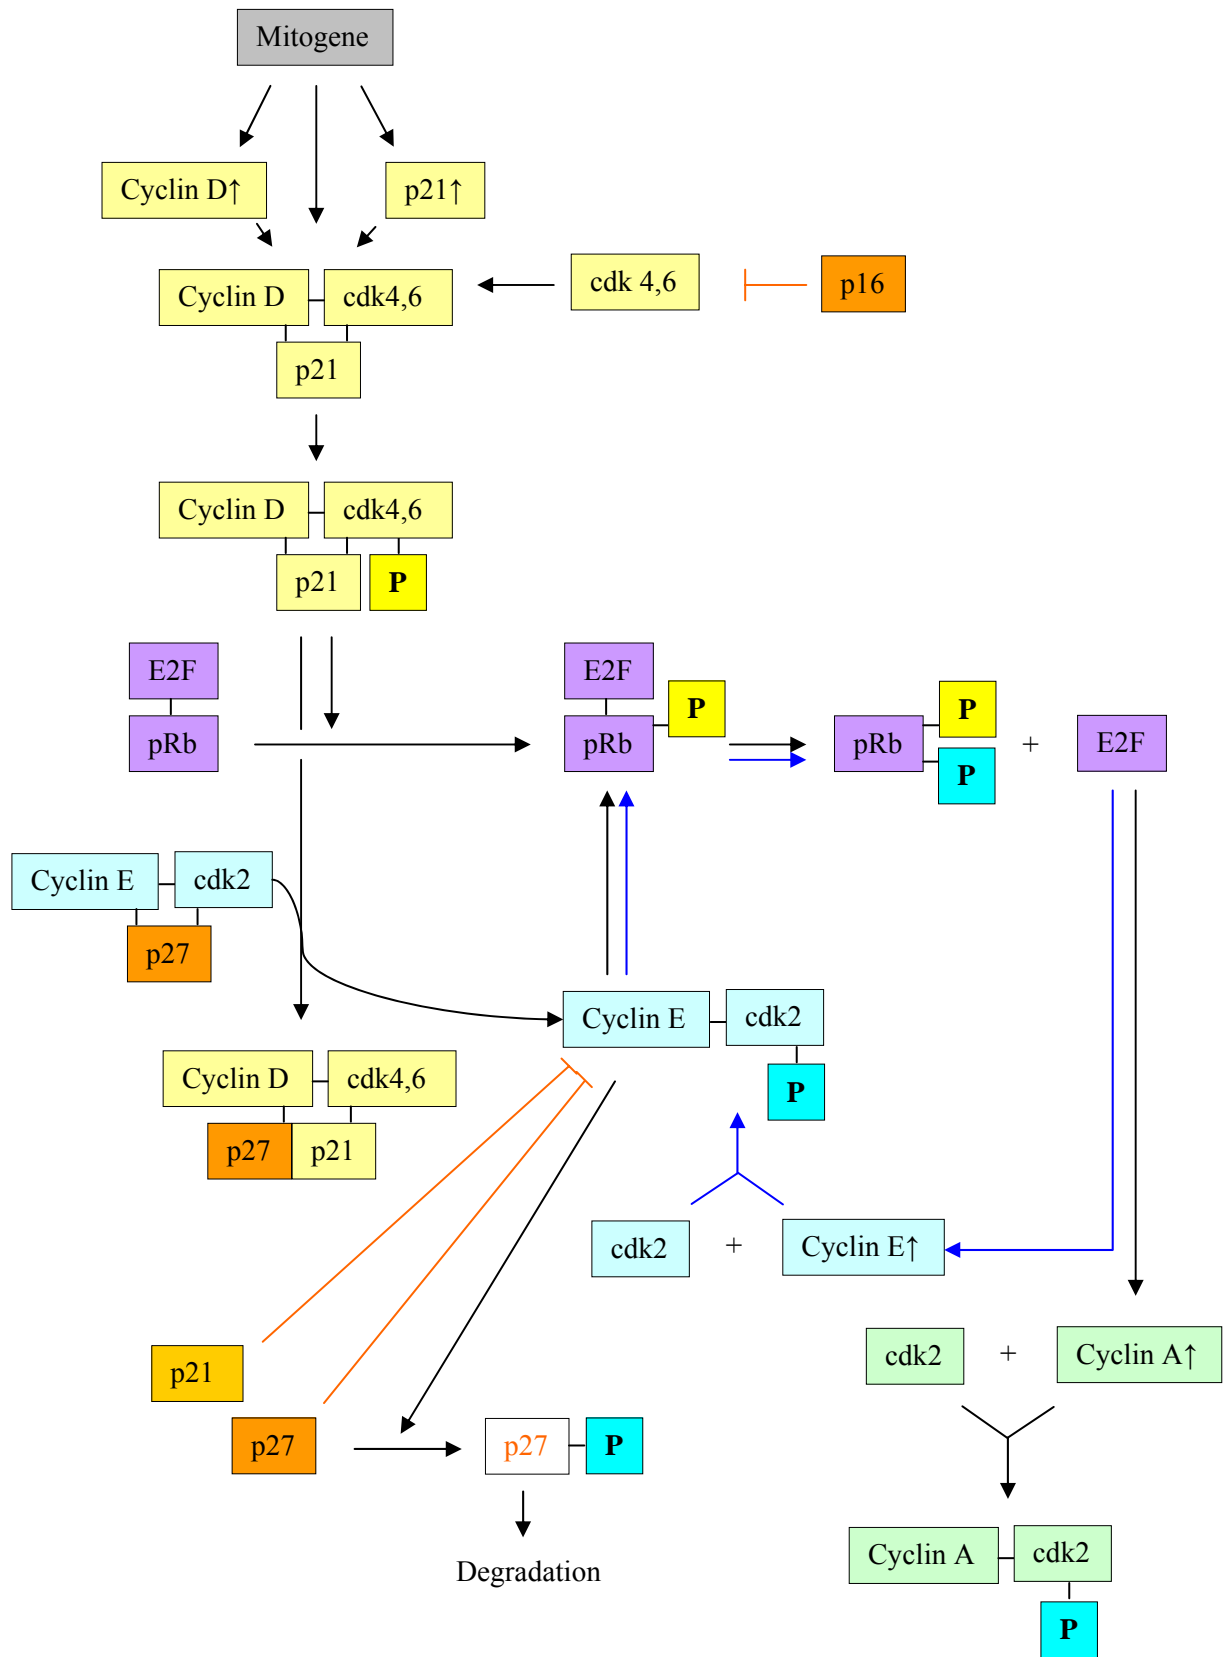 Mitogene
Cyclin D↑
p21↑
Cyclin D
cdk4,6
cdk 4,6
p16
p21
Cyclin D
cdk4,6
p21
P
E2F
E2F
P
P
pRb
pRb
pRb
+
E2F
P
Cyclin E
cdk2
p27
Cyclin E
cdk2
Cyclin D
cdk4,6
P
p27
p21
cdk2
+
Cyclin E↑
p21
cdk2
+
Cyclin A↑
p27
p27
P
Degradation
Cyclin A
cdk2
P